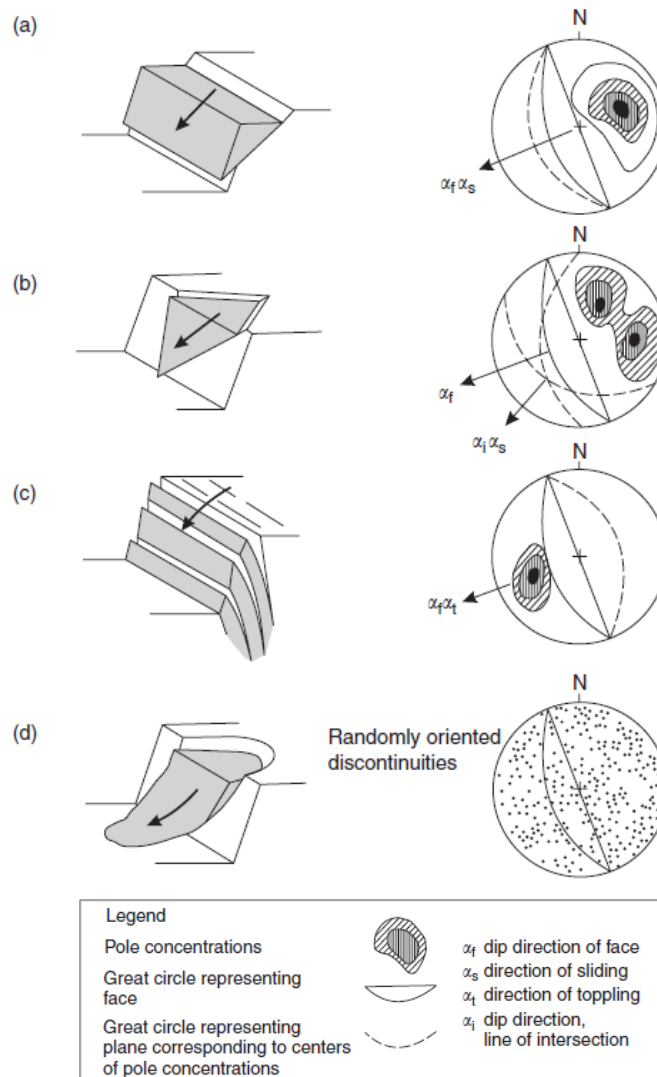 (a)
N
αf αs
(b)
N
αf
αi αs
(c)
N
αfαt
(d)
Randomly oriented
discontinuities
N
Legend
Pole concentrations
Great circle representing
face
Great circle representing
plane corresponding to centers
of pole concentrations
αf dip direction of face
αs direction of sliding
αt direction of toppling
αi dip direction,
line of intersection